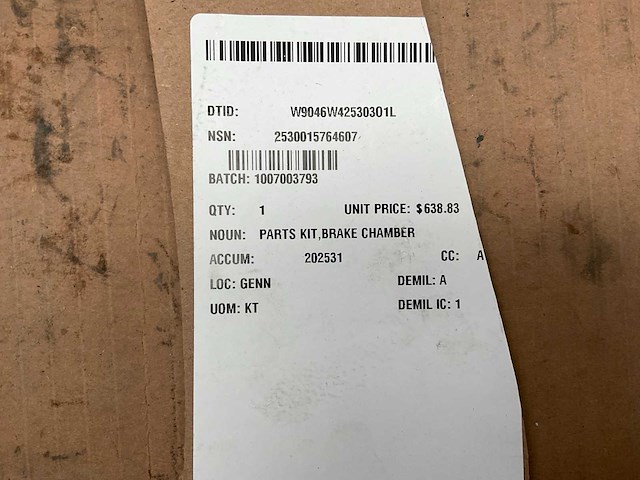 DTID: W9046W42530301L
NSN: 2530015764607
BATCH: 1007003793
QTY: 1 UNIT PRICE: $638.83
NOUN: PARTS KIT,BRAKE CHAMBER
ACCUM: 202531 CC: A
LOC: GENN DEMIL: A
UOM: KT DEMIL IC: 1